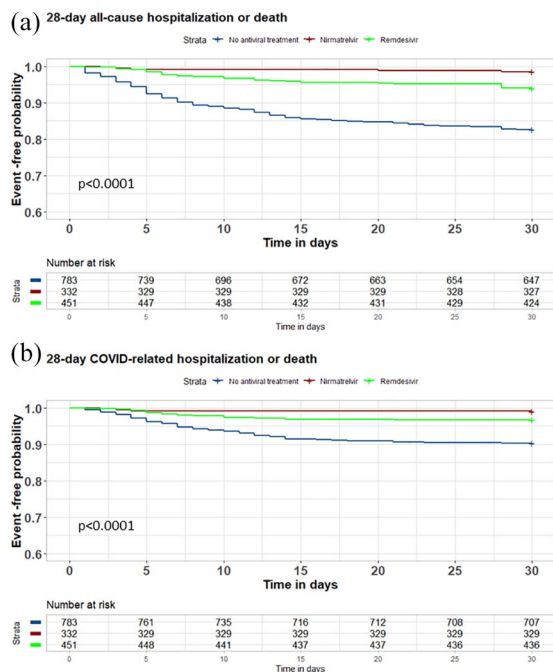 (a) 28-day all-cause hospitalization or death
Strata No antiviral treatment Nirmatrelvir Remdesivir
Event -free probability
1.0
0.9
0.8
0.7
0.6
p<0.0001
0 5 10 15 20 25 30
Time in days
Number at risk
Strata
783 739 696 672 663 654 647
332 329 329 329 329 328 327
451 447 438 432 431 429 424
0 5 10 15 20 25 30
Time in days
(b) 28-day COVID-related hospitalization or death
Strata No antiviral treatment Nirmatrelvir Remdesivir
Event -free probability
1.0
0.9
0.8
0.7
0.6
p<0.0001
0 5 10 15 20 25 30
Time in days
Number at risk
Strata
783 761 735 716 712 708 707
332 329 329 329 329 329 329
451 448 441 437 437 436 436
0 5 10 15 20 25 30
Time in days